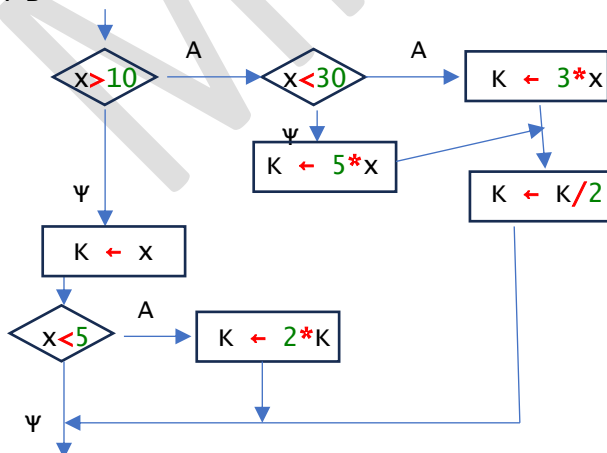 Α Α
x>10 x<30 K ← 3*x
Ψ
K ← 5*x
Ψ K ← K/2
K ← x
Α
x<5 K ← 2*K
Ψ